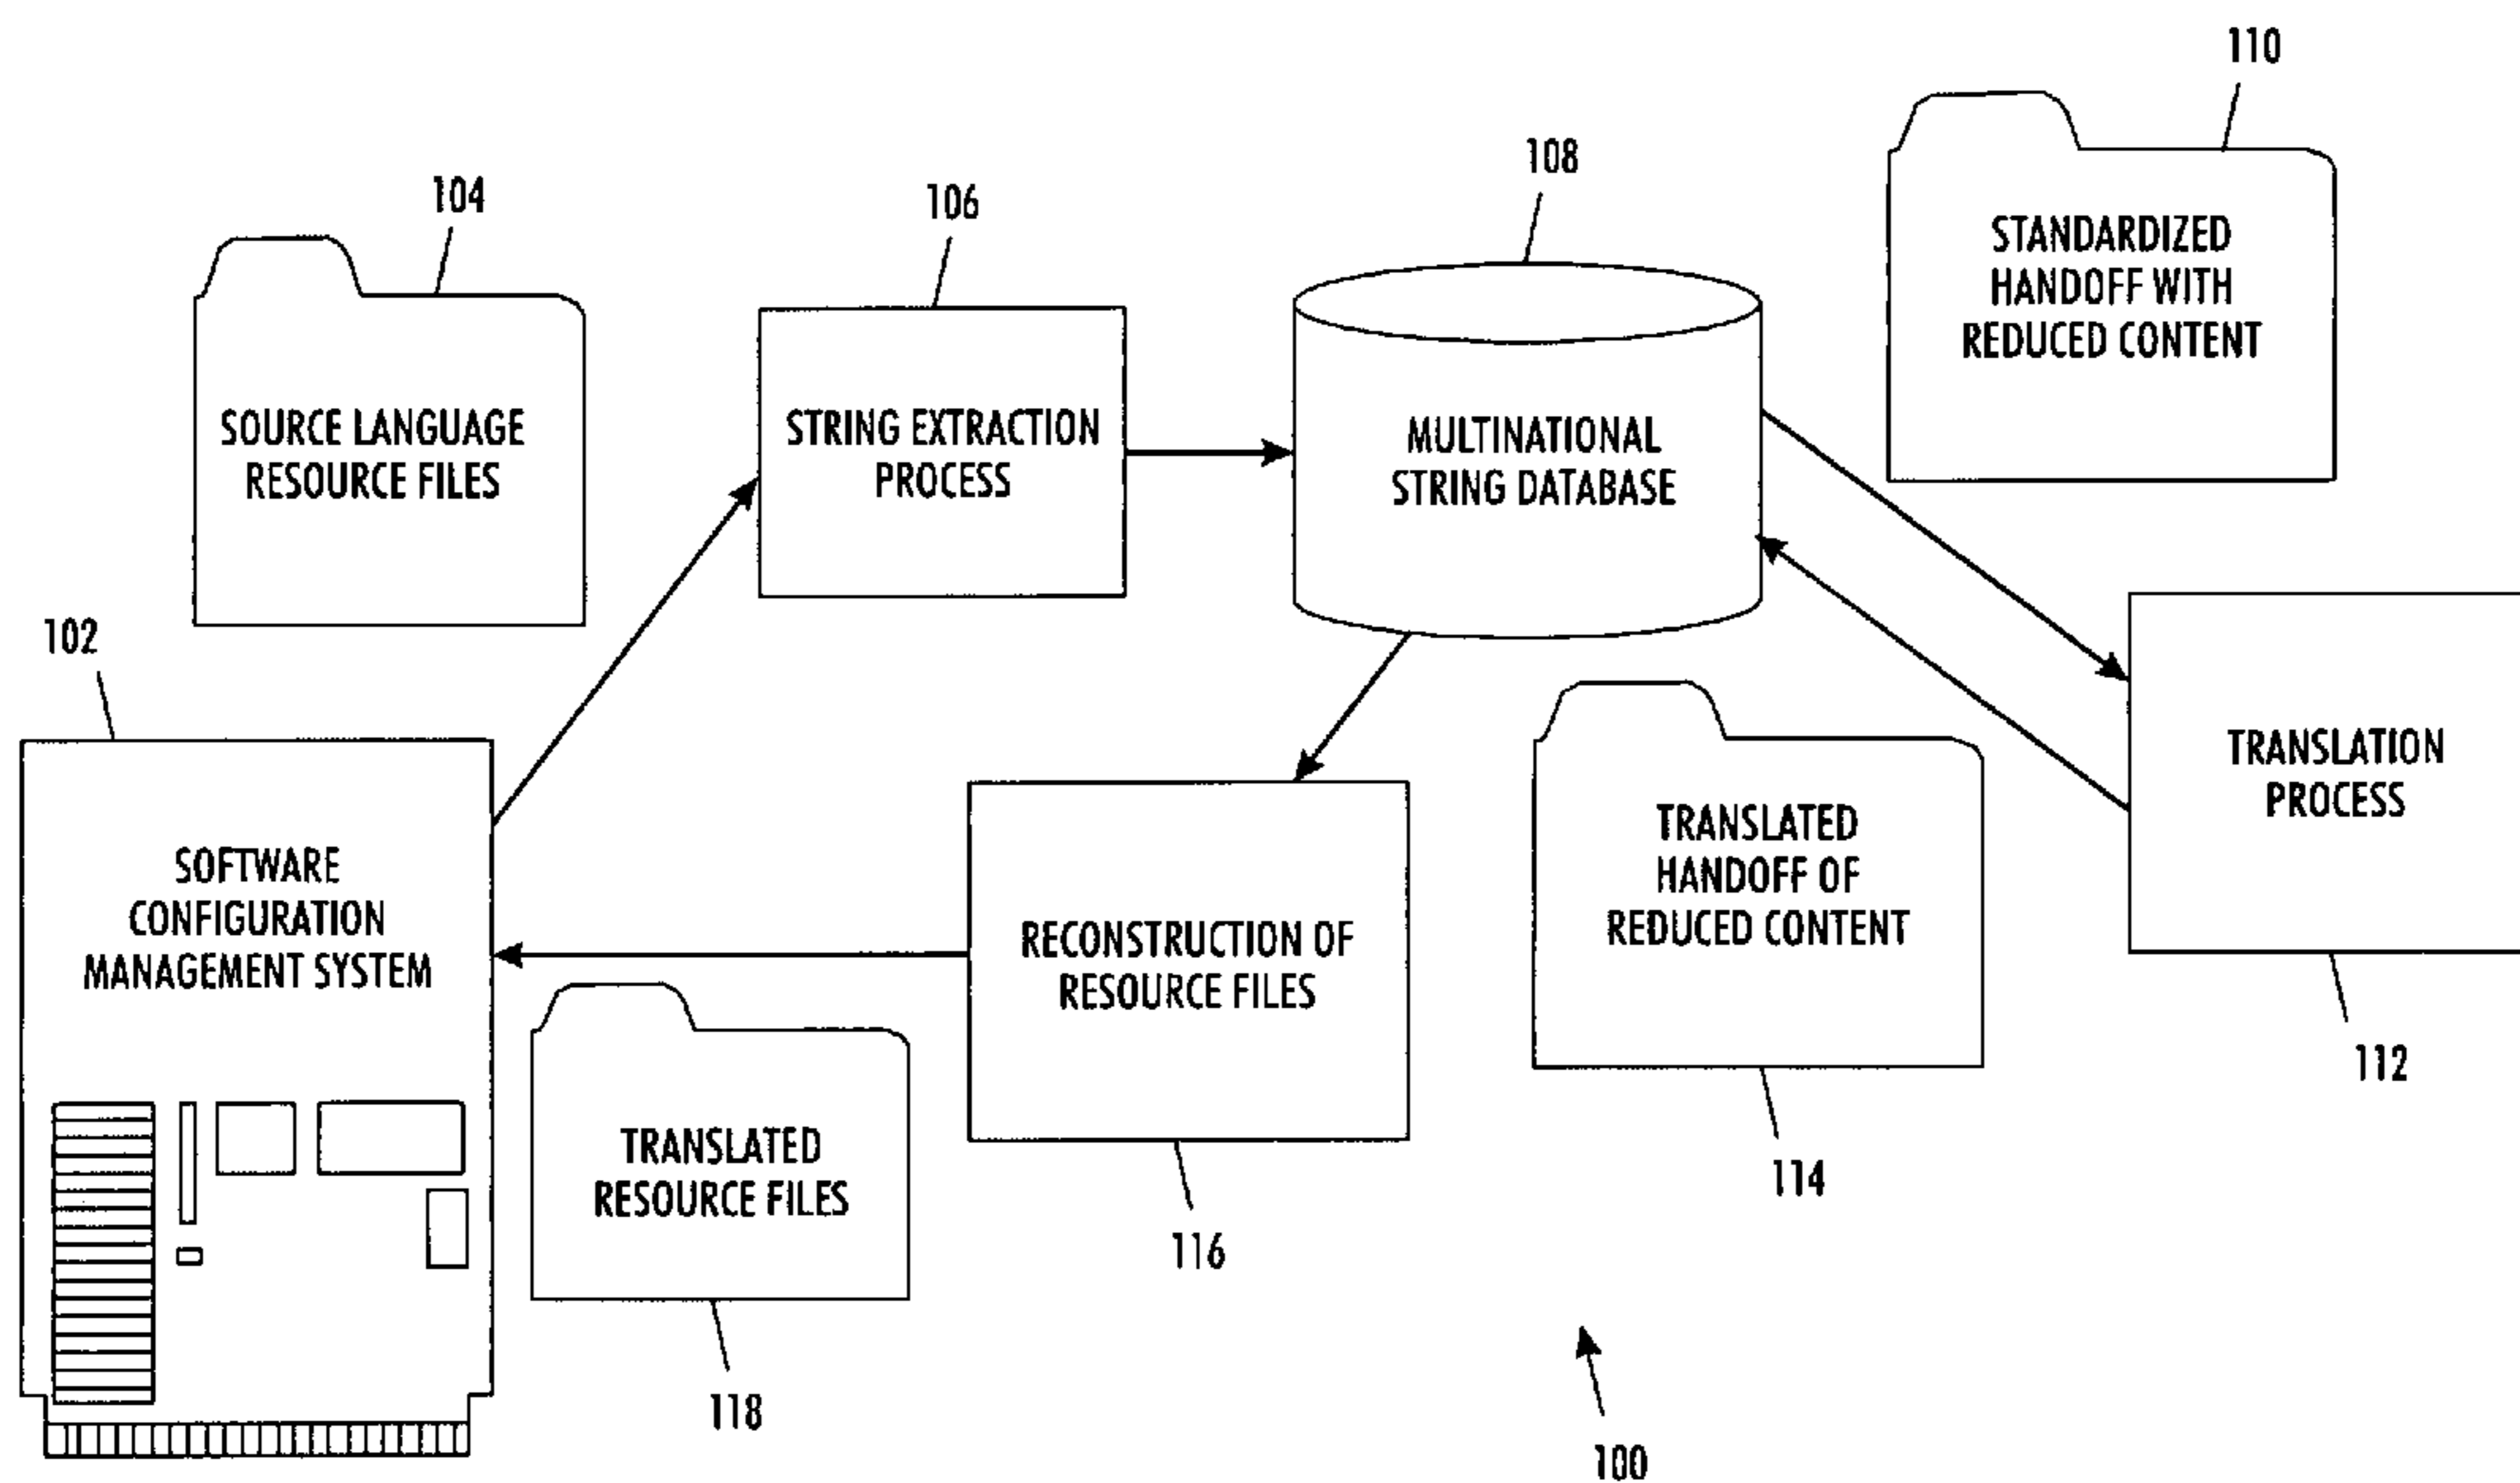 110
108
104
106
STANDARDIZED
HANDOFF WITH
REDUCED CONTENT
SOURCE LANGUAGE
RESOURCE FILES
STRING EXTRACTION
PROCESS
MULTINATIONAL
STRING DATABASE
102
TRANSLATION
PROCESS
SOFTWARE
CONFIGURATION
MANAGEMENT SYSTEM
RECONSTRUCTION OF
RESOURCE FILES
TRANSLATED
HANDOFF OF
REDUCED CONTENT
112
TRANSLATED
RESOURCE FILES
114
116
118
100